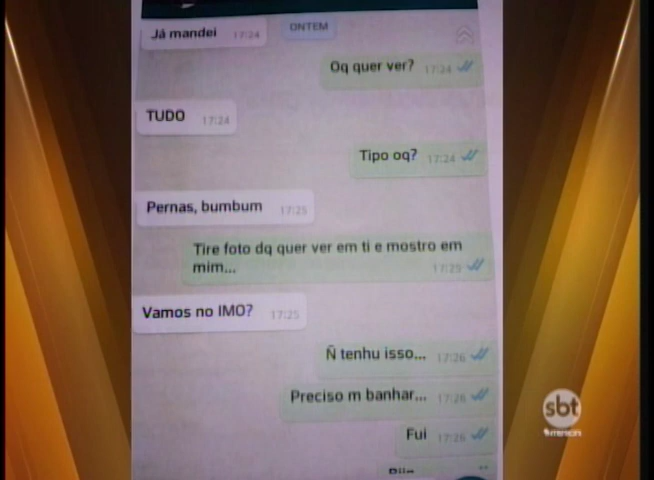 Já mandei 17:24
ONTEM
Oq quer ver? 17:24
TUDO 17:24
Tipo oq? 17:24
Pernas, bumbum 17:25
Tire foto dq quer ver em ti e mostro em
mim... 17:25
Vamos no IMO? 17:25
Ñ tenhu isso... 17:26
Preciso m banhar... 17:26
Fui 17:26
sbt